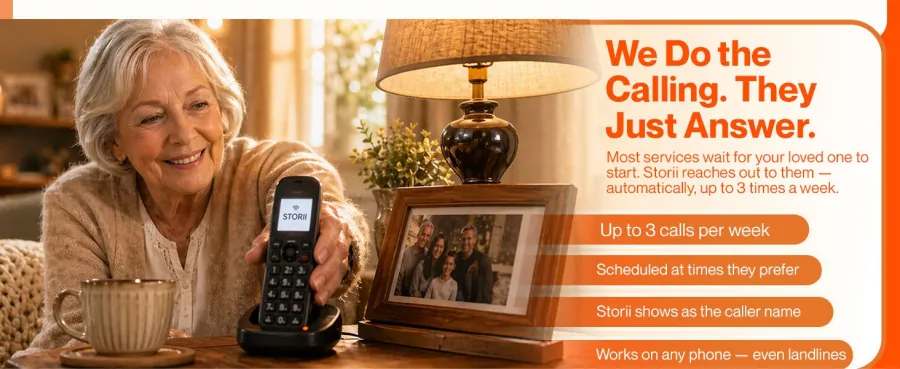 STORII
We Do the
Calling. They
Just Answer.
Most services wait for your loved one to
start. Storii reaches out to them —
automatically, up to 3 times a week.
Up to 3 calls per week
Scheduled at times they prefer
Storii shows as the caller name
Works on any phone — even landlines